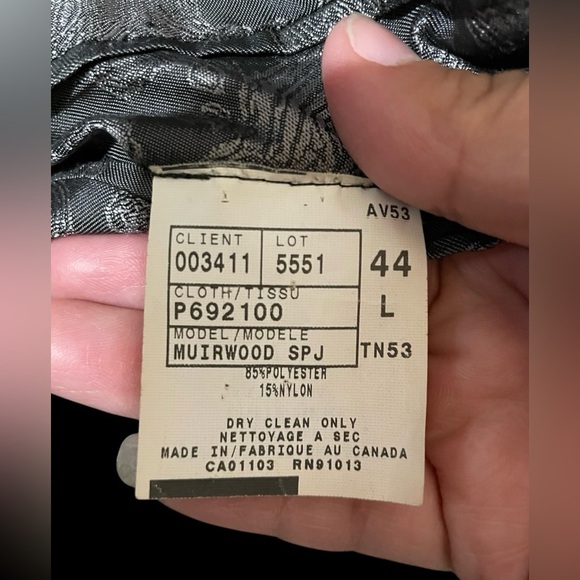 AV53
CLIENT LOT
003411 5551 44
CLOTH/TISSU
P692100 L
MODEL/MODELE
MUIRWOOD SPJ TN53
85%POLYESTER
15%NYLON
DRY CLEAN ONLY
NETTOYAGE A SEC
MADE IN/FABRIQUE AU CANADA
CA01103 RN91013